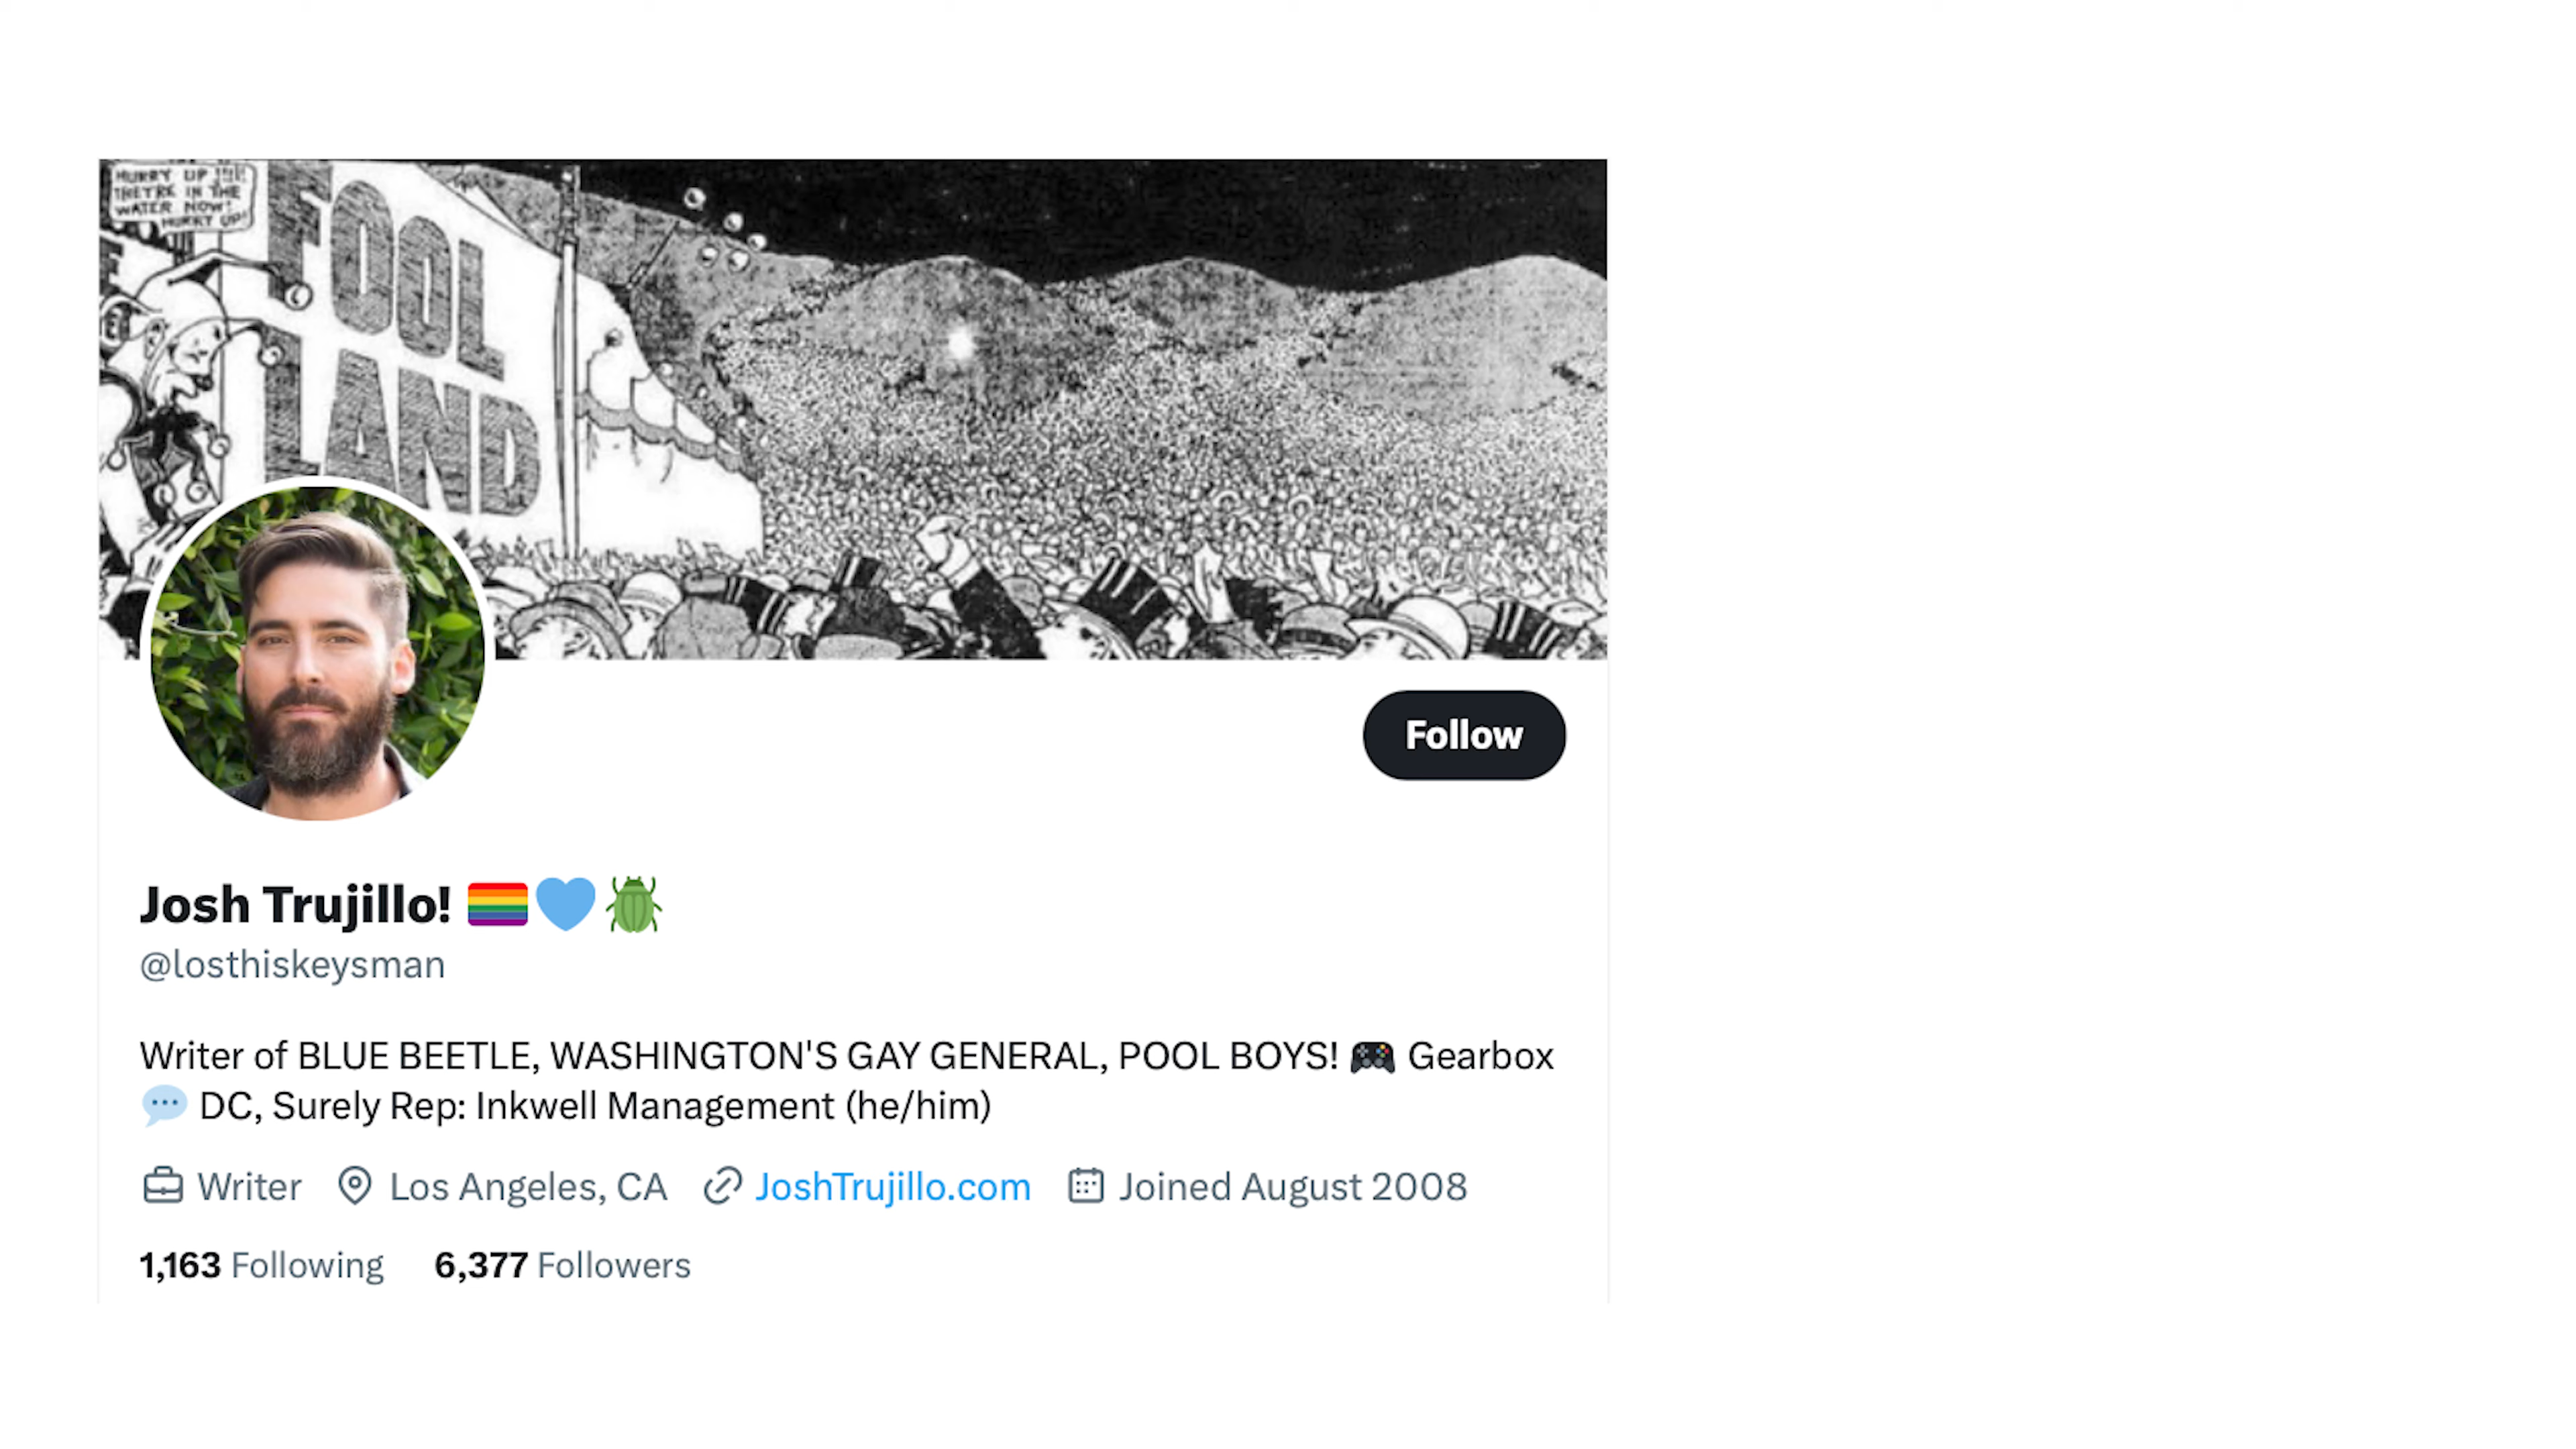 HURRY UP !!!!
THEY'RE IN THE
WATER NOW!
HURRY UP!
FOOL
LAND
Follow
Josh Trujillo! 🏳️‍🌈💙🪲
@losthiskeysman
Writer of BLUE BEETLE, WASHINGTON'S GAY GENERAL, POOL BOYS! 🎮 Gearbox
💬 DC, Surely Rep: Inkwell Management (he/him)
Writer Los Angeles, CA JoshTrujillo.com Joined August 2008
1,163 Following 6,377 Followers